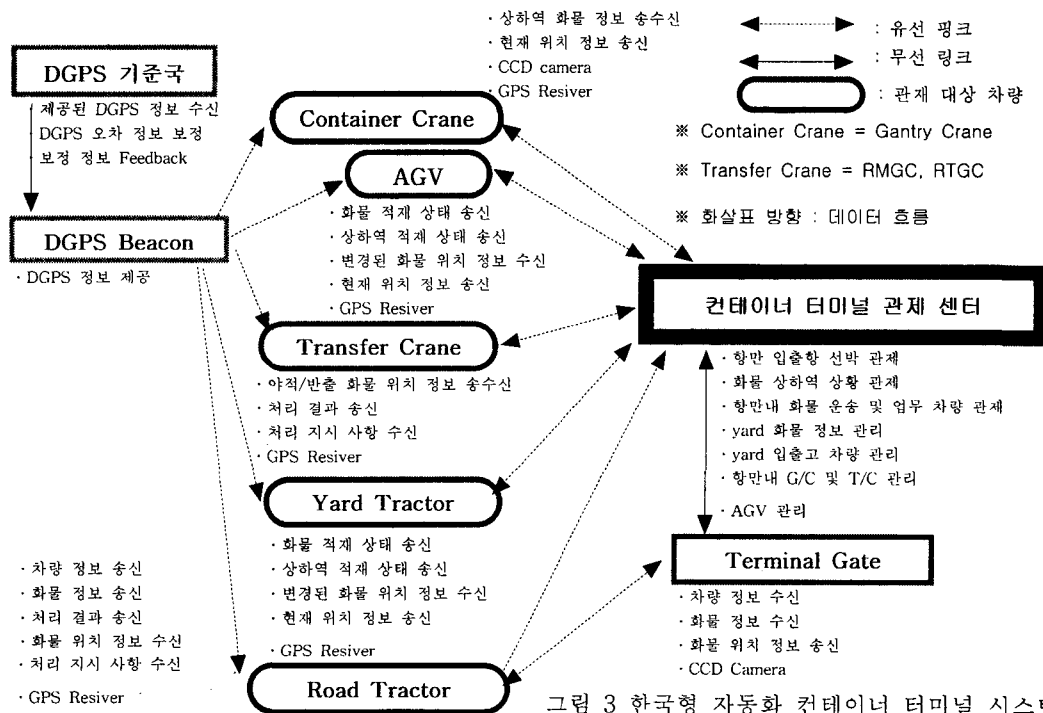 DGPS 기준국
· 제공된 DGPS 정보 수신
· DGPS 오차 정보 보정
· 보정 정보 Feedback
DGPS Beacon
· DGPS 정보 제공
· 상하역 화물 정보 송수신
· 현재 위치 정보 송신
· CCD camera
· GPS Resiver
Container Crane
AGV
· 화물 적재 상태 송신
· 상하역 적재 상태 송신
· 변경된 화물 위치 정보 수신
· 현재 위치 정보 송신
· GPS Resiver
Transfer Crane
· 야적/반출 화물 위치 정보 송수신
· 처리 결과 송신
· 처리 지시 사항 수신
· GPS Resiver
Yard Tractor
· 화물 적재 상태 송신
· 상하역 적재 상태 송신
· 변경된 화물 위치 정보 수신
· 현재 위치 정보 송신
· GPS Resiver
· 차량 정보 송신
· 화물 정보 송신
· 처리 결과 송신
· 화물 위치 정보 수신
· 처리 지시 사항 수신
· GPS Resiver
Road Tractor
: 유선 핑크
: 무선 링크
: 관재 대상 차량
※ Container Crane = Gantry Crane
※ Transfer Crane = RMGC, RTGC
※ 화살표 방향 : 데이터 흐름
컨테이너 터미널 관제 센터
· 항만 입출항 선박 관제
· 화물 상하역 상황 관제
· 항만내 화물 운송 및 업무 차량 관제
· yard 화물 정보 관리
· yard 입출고 차량 관리
· 항만내 G/C 및 T/C 관리
· AGV 관리
Terminal Gate
· 차량 정보 수신
· 화물 정보 수신
· 화물 위치 정보 송신
· CCD Camera
그림 3 한국형 자동화 컨테이너 터미널 시스템